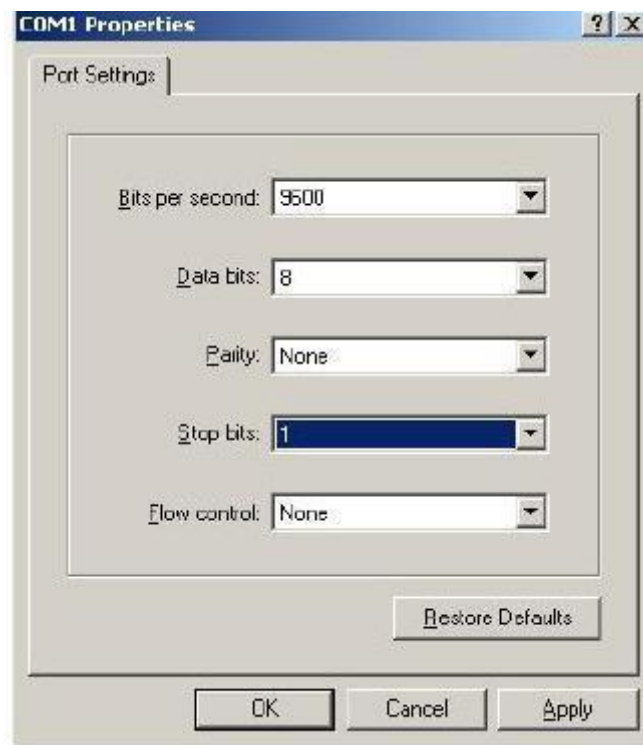 COM1 Properties
Port Settings
Bits per second: 9600
Data bits: 8
Parity: None
Stop bits: 1
Flow control: None
Restore Defaults
OK Cancel Apply